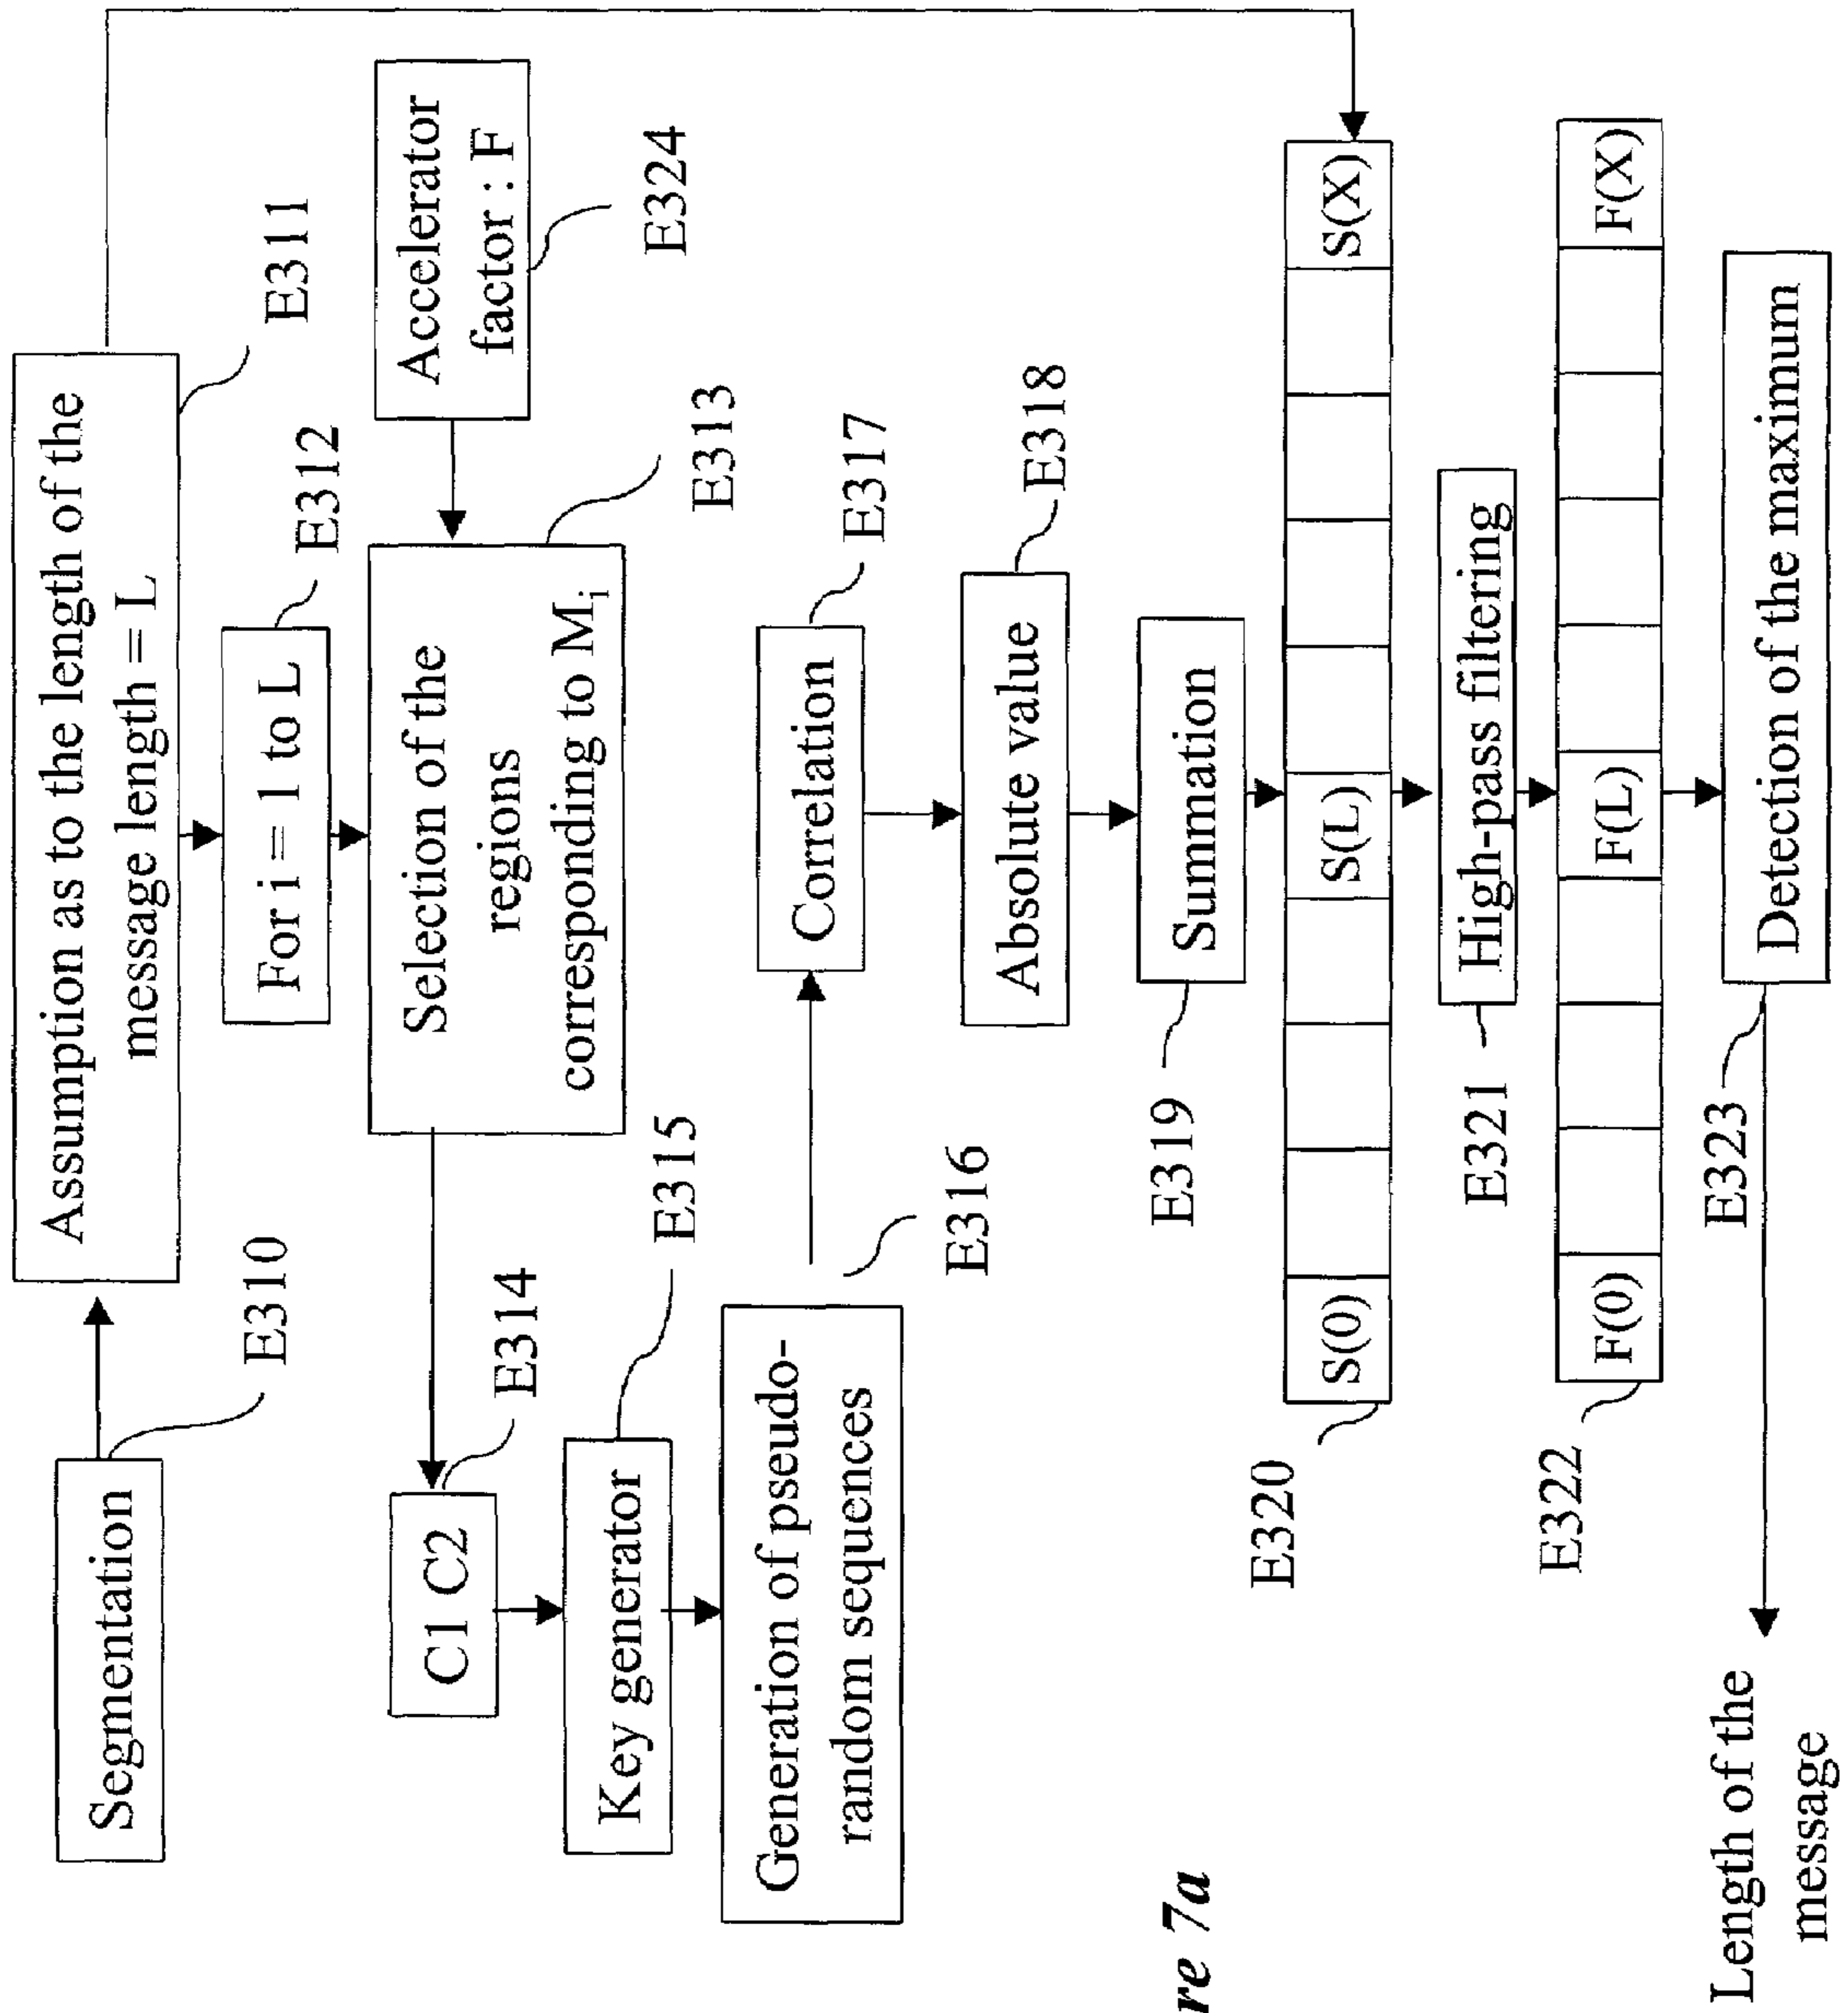 Segmentation
E310
Assumption as to the length of the
message length = L
E311
For i = 1 to L
E312
Accelerator
factor : F
E324
Selection of the
regions
corresponding to Mi
E313
C1 C2
E314
Key generator
E315
Generation of pseudo-
random sequences
E316
Correlation
E317
Absolute value
E318
Summation
E319
S(0)
S(L)
S(X)
E320
High-pass filtering
E321
F(0)
F(L)
F(X)
E322
Detection of the maximum
E323
Length of the
message
re 7a